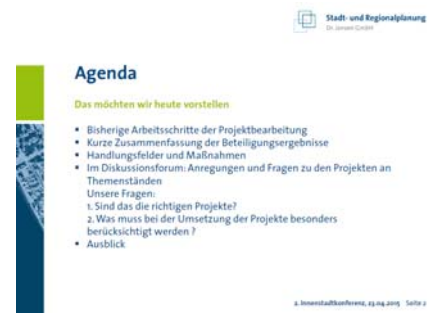 Stadt- und Regionalplanung
Dr. Jansen GmbH
Agenda
Das möchten wir heute vorstellen
▪ Bisherige Arbeitsschritte der Projektbearbeitung
▪ Kurze Zusammenfassung der Beteiligungsergebnisse
▪ Handlungsfelder und Maßnahmen
▪ Im Diskussionsforum: Anregungen und Fragen zu den Projekten an
Themenständen
Unsere Fragen:
1. Sind das die richtigen Projekte?
2. Was muss bei der Umsetzung der Projekte besonders
berücksichtigt werden ?
▪ Ausblick
2. Innenstadtkonferenz, 23.04.2015 Seite 2